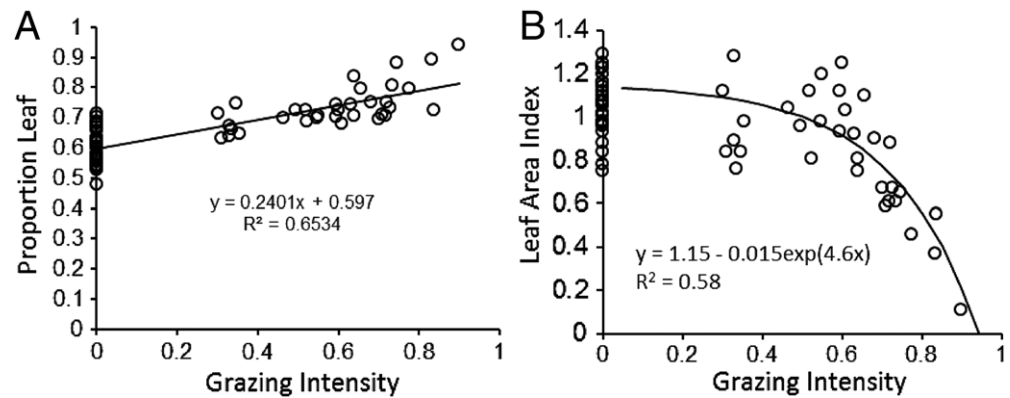 A
B
Proportion Leaf
1
0.9
0.8
0.7
0.6
0.5
0.4
0.3
0.2
0.1
0
y = 0.2401x + 0.597
R² = 0.6534
0 0.2 0.4 0.6 0.8 1
Grazing Intensity
Leaf Area Index
1.4
1.2
1
0.8
0.6
0.4
0.2
0
y = 1.15 - 0.015exp(4.6x)
R² = 0.58
0 0.2 0.4 0.6 0.8 1
Grazing Intensity